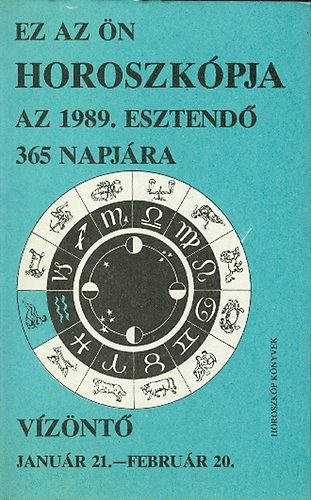 EZ AZ ÖN
HOROSZKÓPJA
AZ 1989. ESZTENDŐ
365 NAPJÁRA
VÍZÖNTŐ
JANUÁR 21.—FEBRUÁR 20.
HOROSZKÓP KÖNYVEK